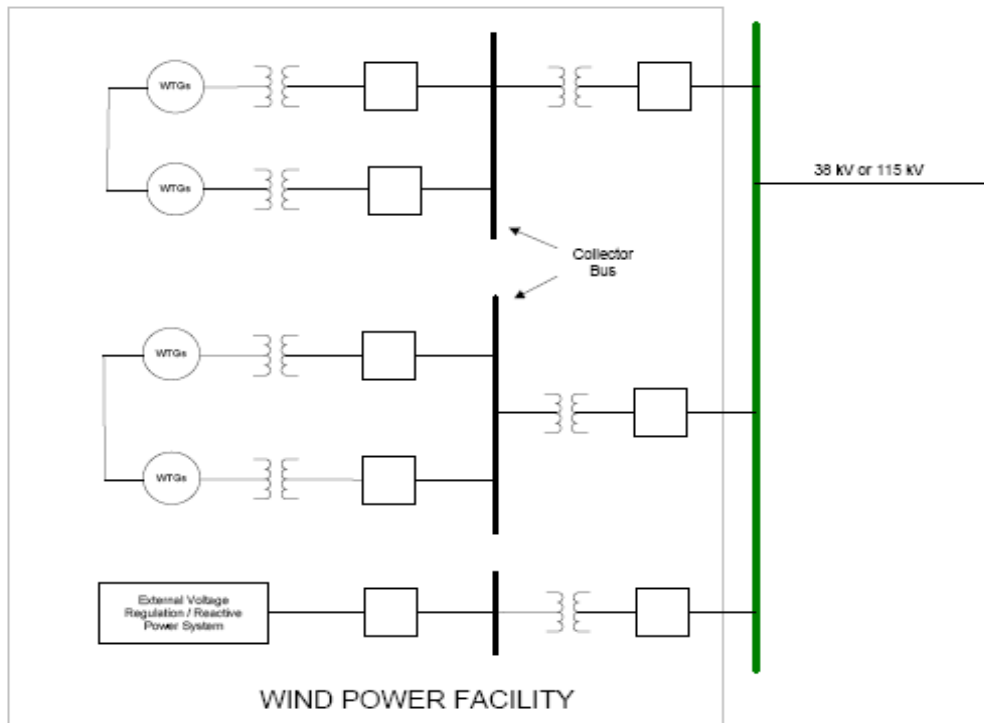 WTGs
38 kV or 115 kV
WTGs
Collector
Bus
WTGs
WTGs
External Voltage
Regulation / Reactive
Power System
WIND POWER FACILITY